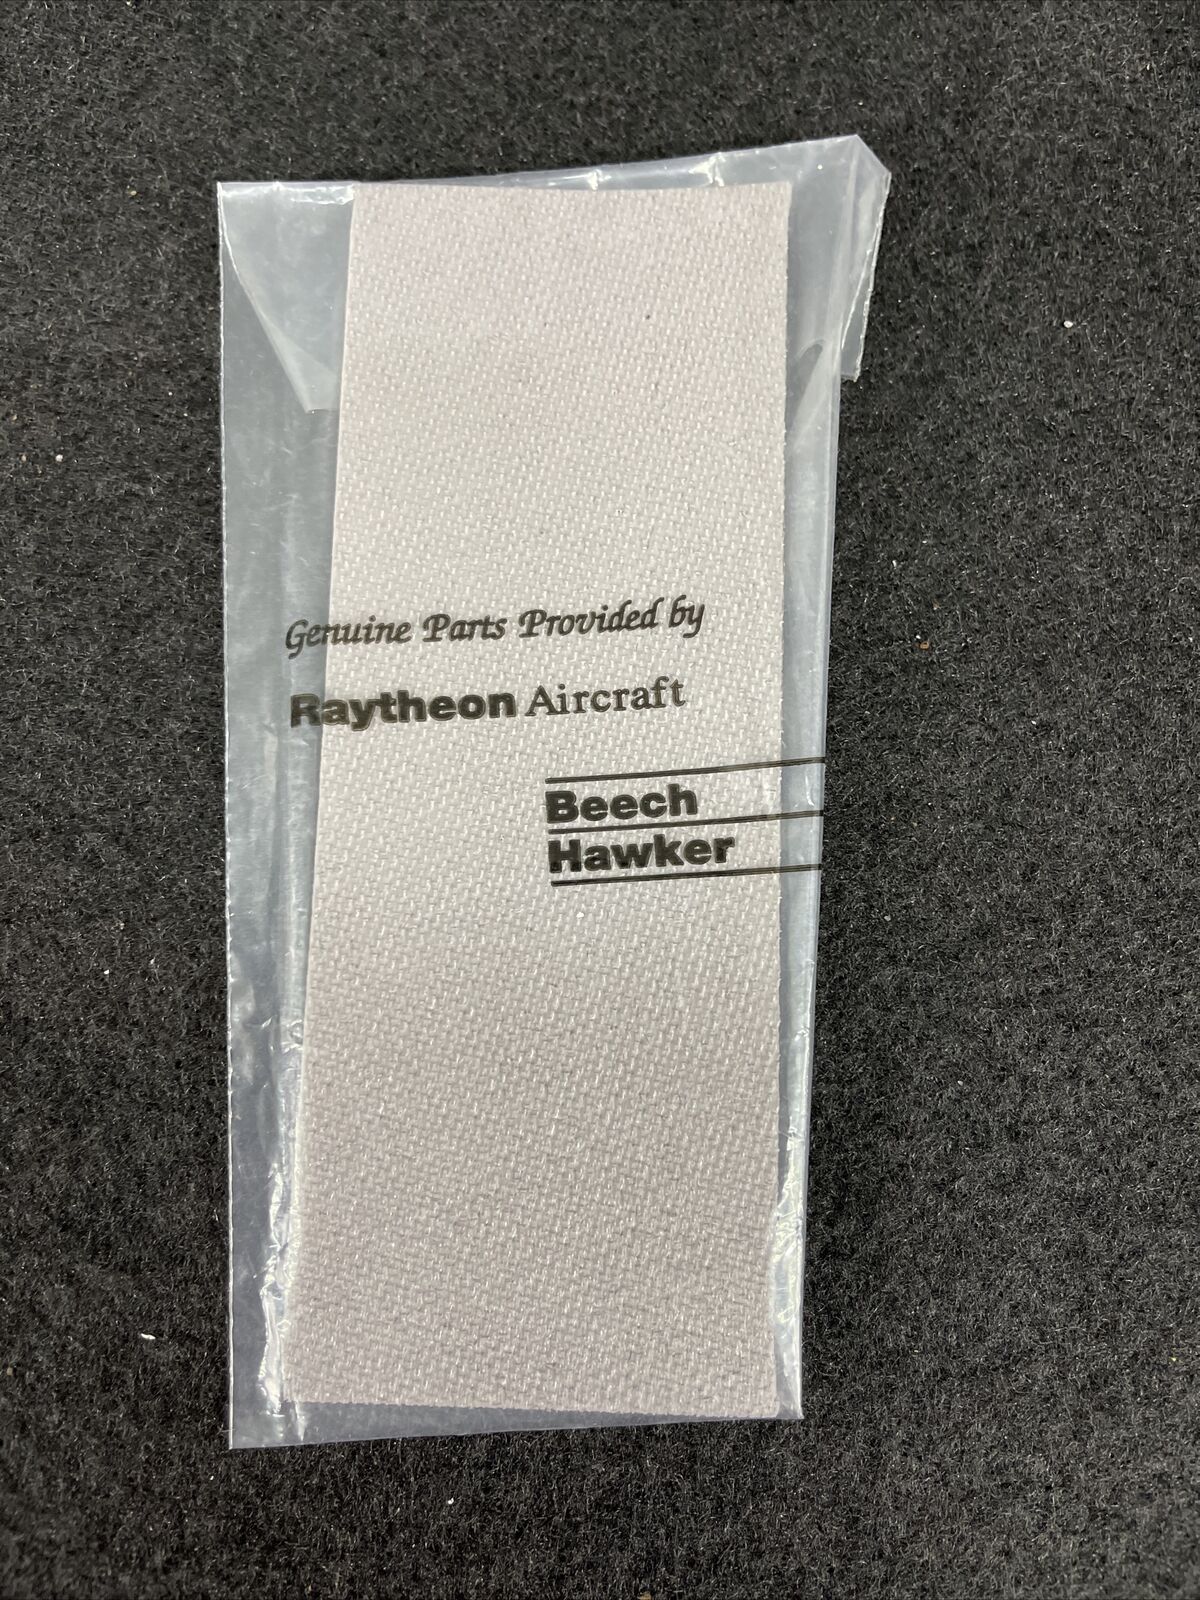 Genuine Parts Provided by
Raytheon Aircraft
Beech
Hawker